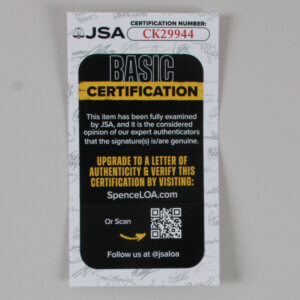 JSA
CERTIFICATION NUMBER:
CK29944
BASIC
CERTIFICATION
This item has been fully examined
by JSA, and it is the considered
opinion of our expert authenticators
that the signature(s) is/are genuine.
UPGRADE TO A LETTER OF
AUTHENTICITY & VERIFY THIS
CERTIFICATION BY VISITING:
SpenceLOA.com
Or Scan
Follow us at @jsaloa